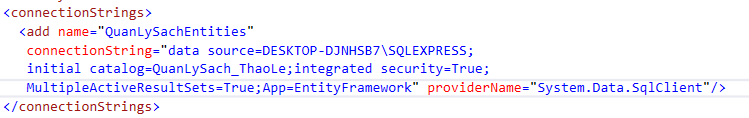 <connectionStrings>
<add name="QuanLySachEntities"
connectionString="data source=DESKTOP-DJNHSB7\SQLEXPRESS;
initial catalog=QuanLySach_ThaoLe;integrated security=True;
MultipleActiveResultSets=True;App=EntityFramework" providerName="System.Data.SqlClient"/>
</connectionStrings>